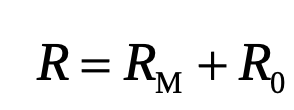 R = R_M + R_0